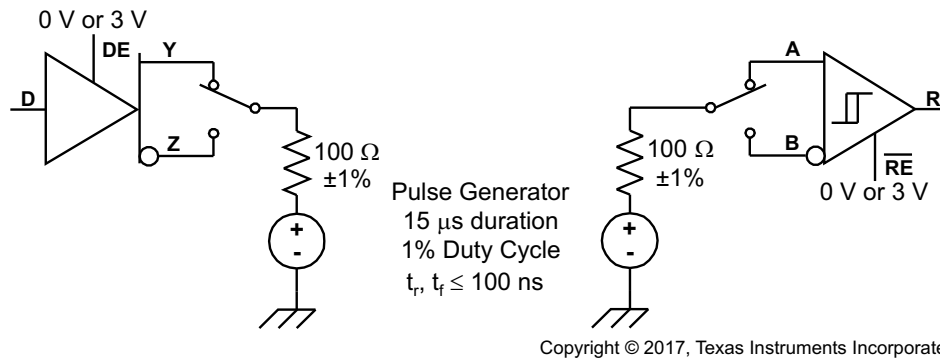 0 V or 3 V
DE
Y
D
Z
100 Ω
±1%
Pulse Generator
15 μs duration
1% Duty Cycle
tr, tf ≤ 100 ns
A
B
R
100 Ω
±1%
RE
0 V or 3 V
Copyright © 2017, Texas Instruments Incorporate